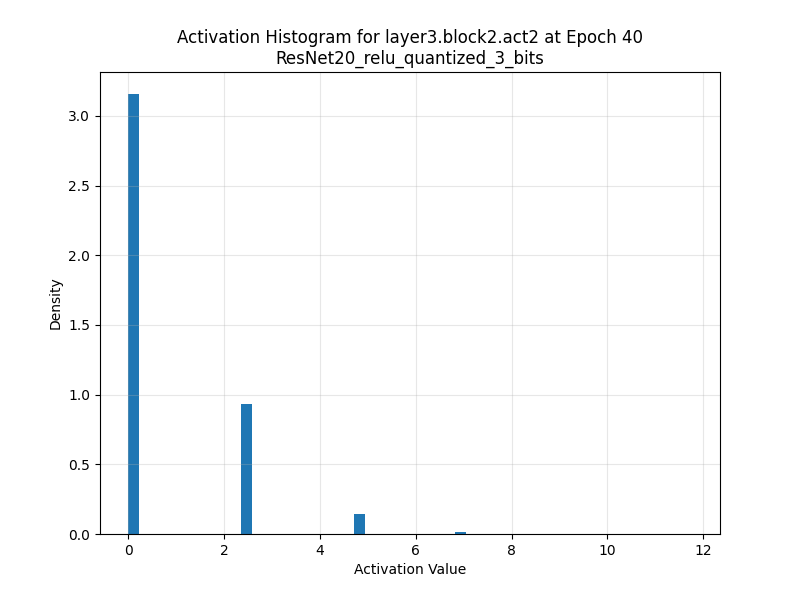 Activation Histogram for layer3.block2.act2 at Epoch 40
ResNet20_relu_quantized_3_bits
3.0
2.5
2.0
1.5
1.0
0.5
0.0
Density
0 2 4 6 8 10 12
Activation Value